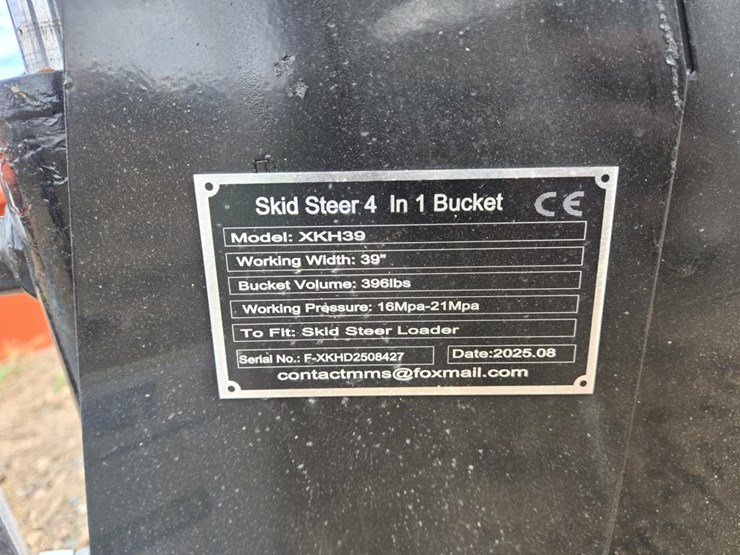 Skid Steer 4 In 1 Bucket CE
Model: XKH39
Working Width: 39"
Bucket Volume: 396lbs
Working Pressure: 16Mpa-21Mpa
To Fit: Skid Steer Loader
Serial No.: F-XKHD2508427 Date:2025.08
contactmms@foxmail.com